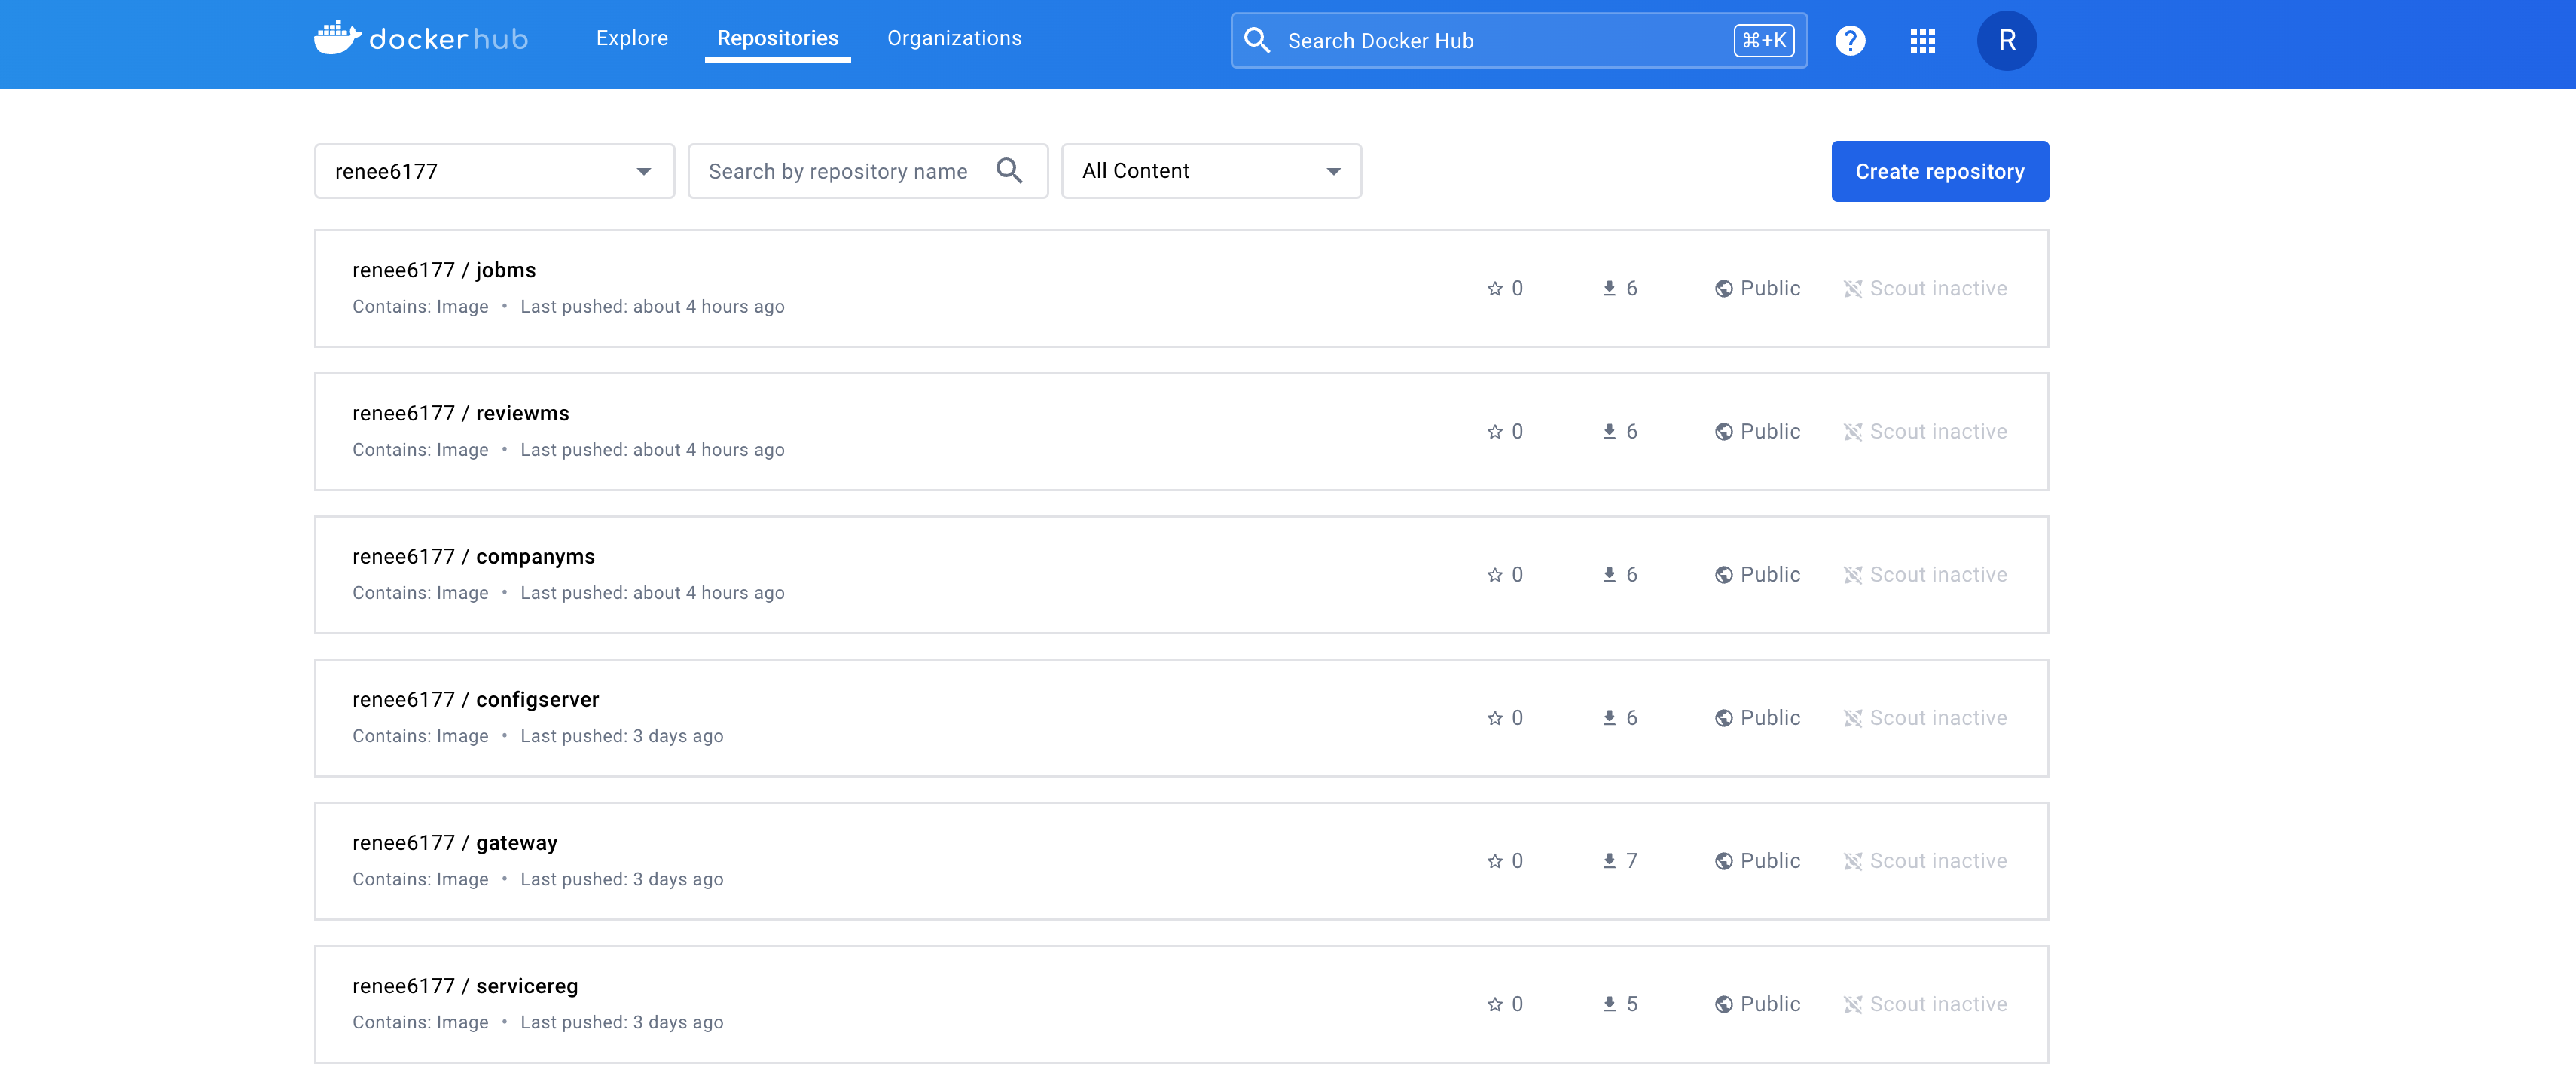 dockerhub Explore Repositories Organizations Search Docker Hub ⌘+K ? R
renee6177 Search by repository name All Content Create repository
renee6177 / jobms
Contains: Image • Last pushed: about 4 hours ago
0 6 Public Scout inactive
renee6177 / reviewms
Contains: Image • Last pushed: about 4 hours ago
0 6 Public Scout inactive
renee6177 / companyms
Contains: Image • Last pushed: about 4 hours ago
0 6 Public Scout inactive
renee6177 / configserver
Contains: Image • Last pushed: 3 days ago
0 6 Public Scout inactive
renee6177 / gateway
Contains: Image • Last pushed: 3 days ago
0 7 Public Scout inactive
renee6177 / servicereg
Contains: Image • Last pushed: 3 days ago
0 5 Public Scout inactive